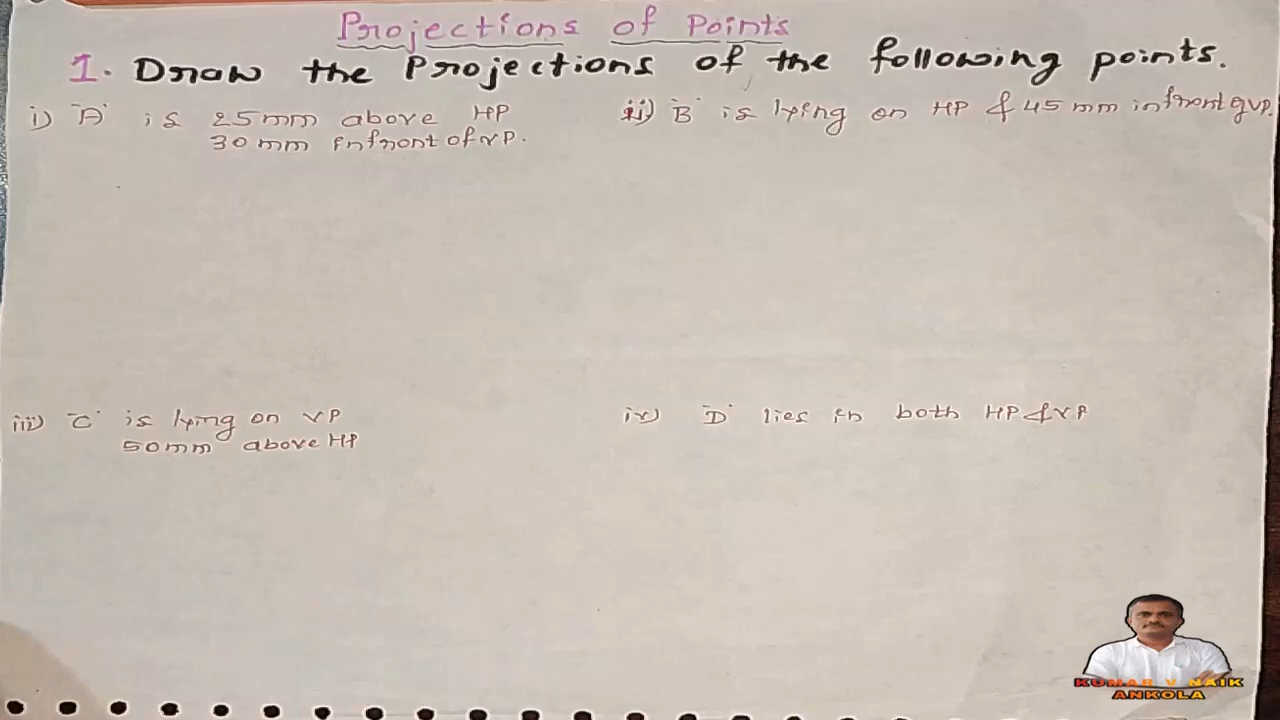 Projections of Points
1. Draw the Projections of the following points.
i) 'A' is 25mm above HP
30mm infront of VP.
ii) 'B' is lying on HP & 45 mm infront of VP.
iii) 'C' is lying on VP
50mm above HP
iv) 'D' lies in both HP & VP
KUMAR V NAIK
ANKOLA